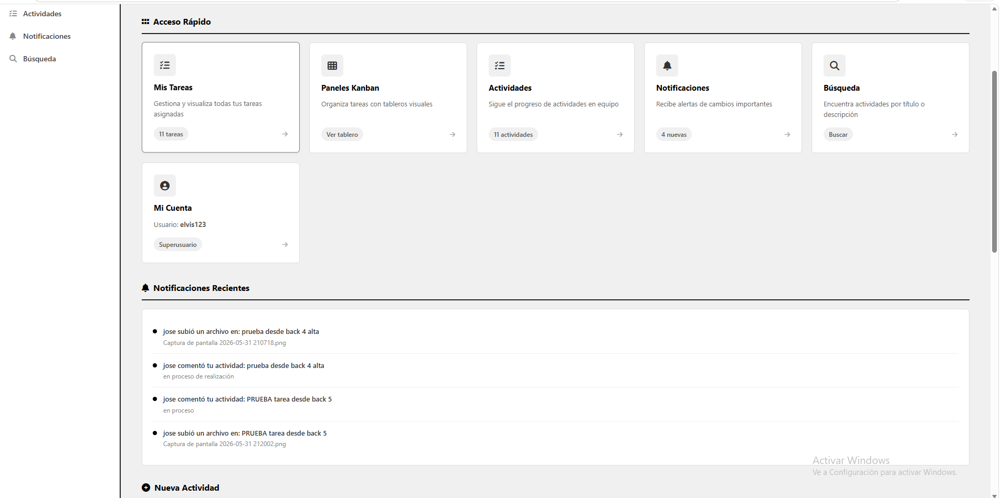 Actividades
Notificaciones
Búsqueda
Acceso Rápido
Mis Tareas
Gestiona y visualiza todas tus tareas
asignadas
11 tareas
Paneles Kanban
Organiza tareas con tableros visuales
Ver tablero
Actividades
Sigue el progreso de actividades en equipo
11 actividades
Notificaciones
Recibe alertas de cambios importantes
4 nuevas
Búsqueda
Encuentra actividades por título o
descripción
Buscar
Mi Cuenta
Usuario: elvis123
Superusuario
Notificaciones Recientes
jose subió un archivo en: prueba desde back 4 alta
Captura de pantalla 2026-05-31 210718.png
jose comentó tu actividad: prueba desde back 4 alta
en proceso de realización
jose comentó tu actividad: PRUEBA tarea desde back 5
en proceso
jose subió un archivo en: PRUEBA tarea desde back 5
Captura de pantalla 2026-05-31 212002.png
Activar Windows
Ve a Configuración para activar Windows.
Nueva Actividad